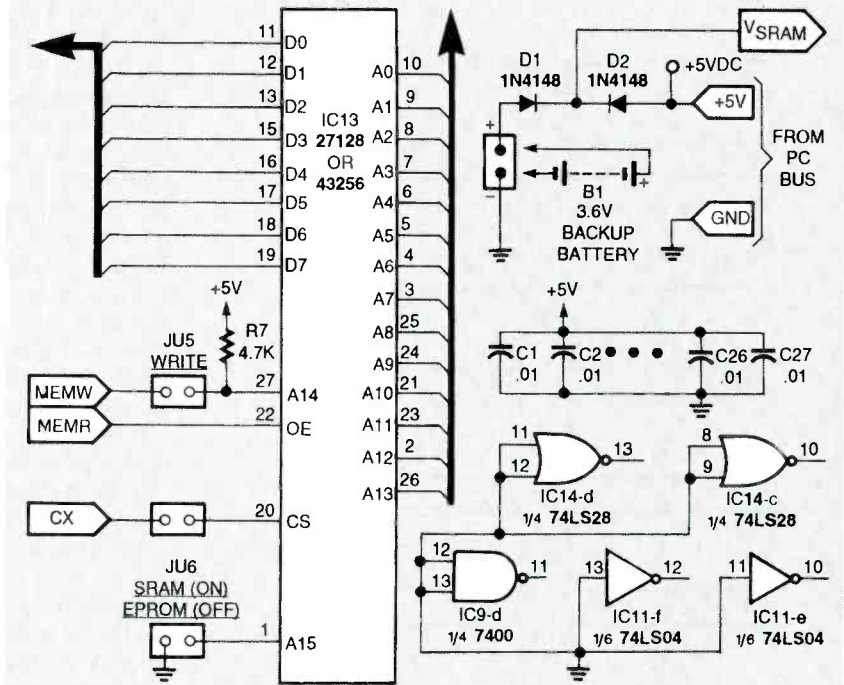 11 D0
12 D1
13 D2
15 D3
16 D4
17 D5
18 D6
19 D7
+5V
R7
4.7K
JU5
WRITE
MEMW
27 A14
MEMR
22 OE
CX
20 CS
JU6
SRAM (ON)
EPROM (OFF)
1 A15
IC13
27128
OR
43256
A0 10
A1 9
A2 8
A3 7
A4 6
A5 5
A6 4
A7 3
A8 25
A9 24
A10 21
A11 23
A12 2
A13 26
VSRAM
D1
1N4148
D2
1N4148
+5VDC
+5V
FROM
PC
BUS
GND
+
−
+
B1
3.6V
BACKUP
BATTERY
+5V
C1
.01
C2
.01
C26
.01
C27
.01
11
12
13
IC14-d
1/4 74LS28
8
9
10
IC14-c
1/4 74LS28
12
13
11
IC9-d
1/4 7400
13
12
IC11-f
1/6 74LS04
11
10
IC11-e
1/6 74LS04